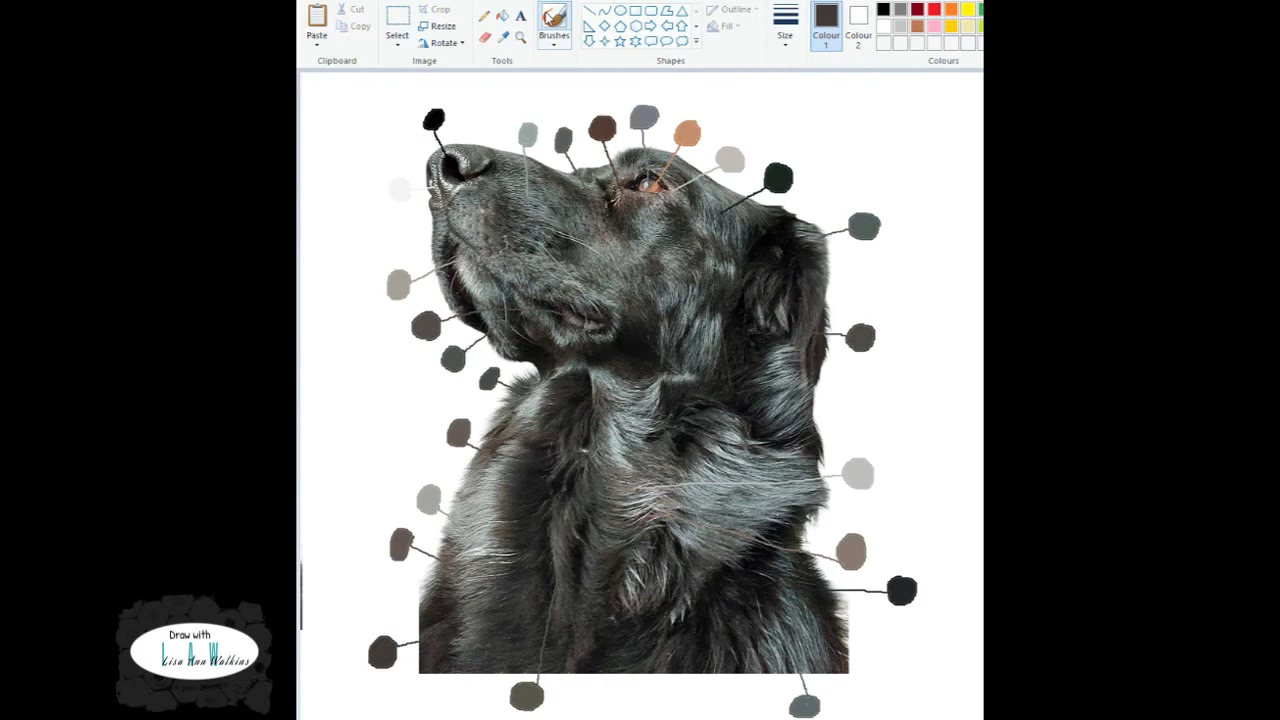 Cut
Copy
Paste
Clipboard
Crop
Resize
Rotate
Select
Image
A
Tools
Brushes
Outline
Fill
Shapes
Size
Colour
1
Colour
2
Colours
Draw with
Lisa Ann Watkins